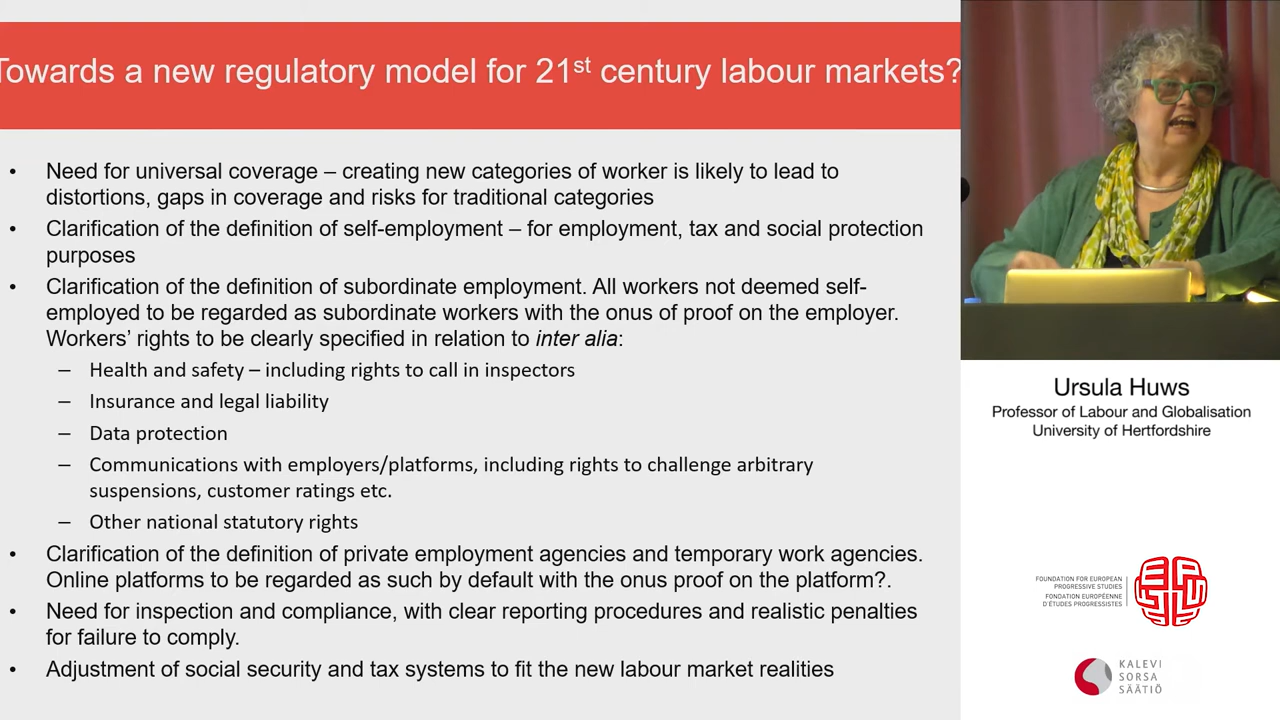 Towards a new regulatory model for 21st century labour markets?
• Need for universal coverage – creating new categories of worker is likely to lead to
distortions, gaps in coverage and risks for traditional categories
• Clarification of the definition of self-employment – for employment, tax and social protection
purposes
• Clarification of the definition of subordinate employment. All workers not deemed self-
employed to be regarded as subordinate workers with the onus of proof on the employer.
Workers’ rights to be clearly specified in relation to inter alia:
– Health and safety – including rights to call in inspectors
– Insurance and legal liability
– Data protection
– Communications with employers/platforms, including rights to challenge arbitrary
suspensions, customer ratings etc.
– Other national statutory rights
• Clarification of the definition of private employment agencies and temporary work agencies.
Online platforms to be regarded as such by default with the onus proof on the platform?.
• Need for inspection and compliance, with clear reporting procedures and realistic penalties
for failure to comply.
• Adjustment of social security and tax systems to fit the new labour market realities
Ursula Huws
Professor of Labour and Globalisation
University of Hertfordshire
FOUNDATION FOR EUROPEAN
PROGRESSIVE STUDIES
FONDATION EUROPÉENNE
D'ÉTUDES PROGRESSISTES
KALEVI
SORSA
SÄÄTIÖ